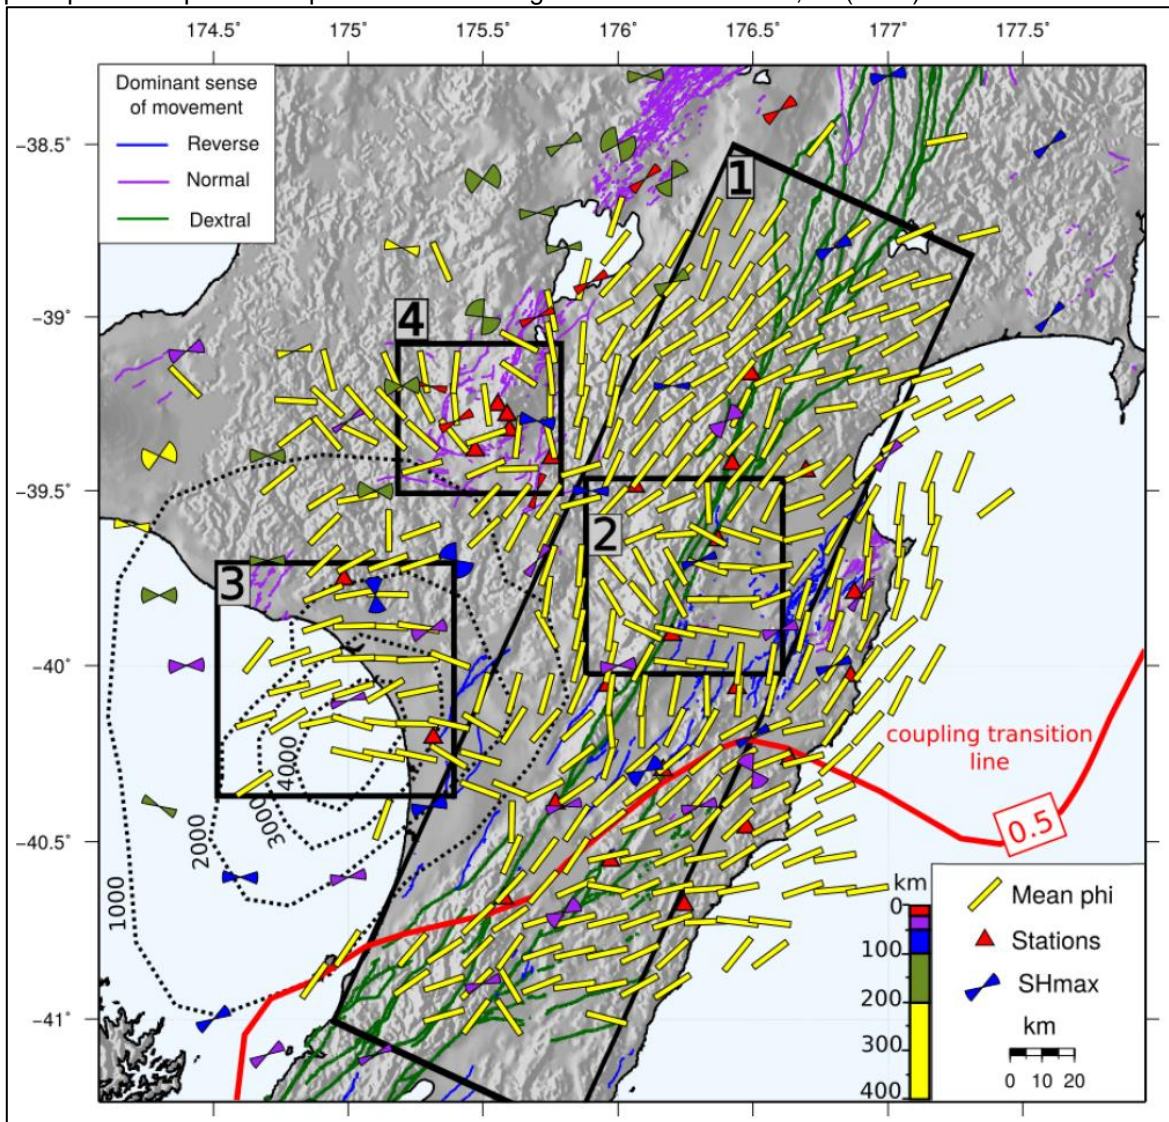 174.5° 175° 175.5° 176° 176.5° 177° 177.5°
Dominant sense
of movement
Reverse
Normal
Dextral
−38.5°
−39°
−39.5°
−40°
−40.5°
−41°
1
4
2
3
1000
2000
3000
4000
coupling transition
line
0.5
km
0
100
200
300
400
Mean phi
Stations
SHmax
km
0 10 20